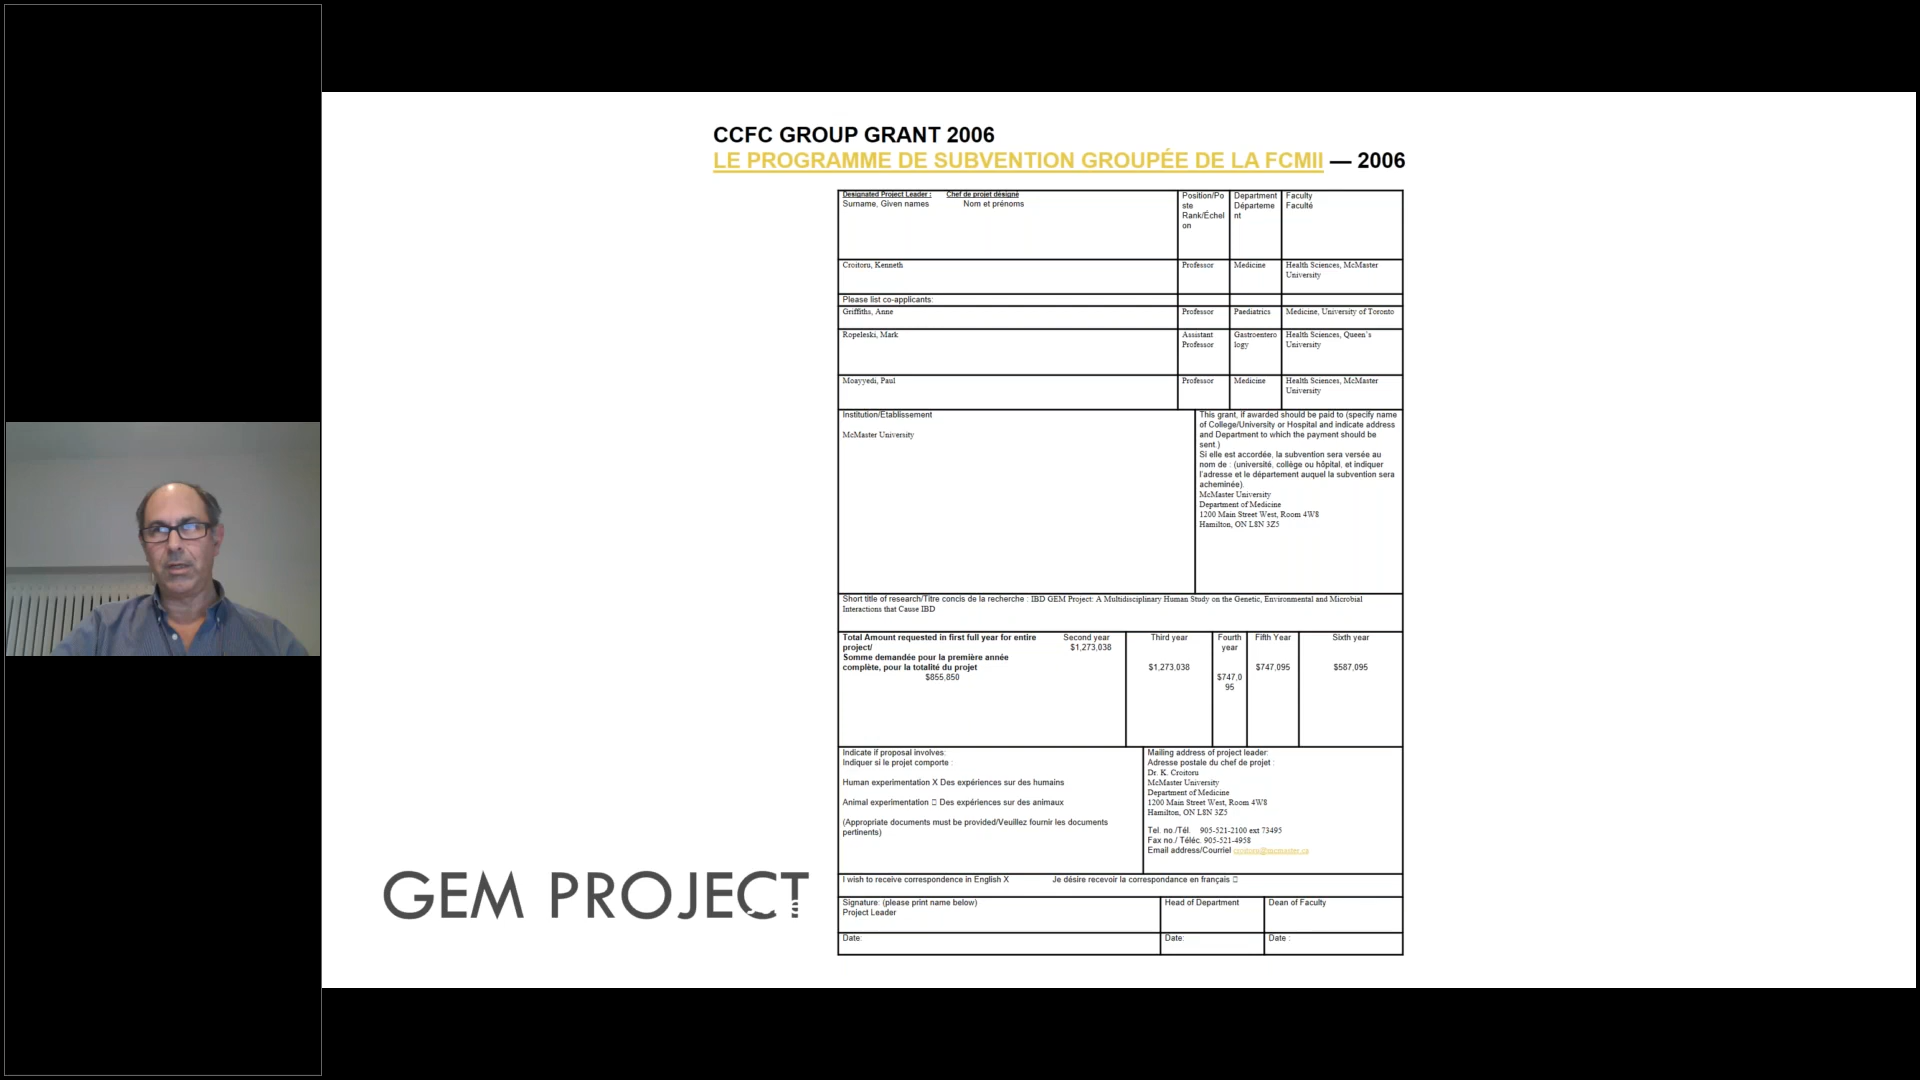 CCFC GROUP GRANT 2006
LE PROGRAMME DE SUBVENTION GROUPÉE DE LA FCMII — 2006
Designated Project Leader : Chef de projet désigné
Surname, Given names Nom et prénoms
Position/Po
ste
Rank/Échel
on
Department
Départeme
nt
Faculty
Faculté
Croitoru, Kenneth
Professor
Medicine
Health Sciences, McMaster
University
Please list co-applicants:
Griffiths, Anne
Professor
Paediatrics
Medicine, University of Toronto
Ropeleski, Mark
Assistant
Professor
Gastroentero
logy
Health Sciences, Queen's
University
Moayyedi, Paul
Professor
Medicine
Health Sciences, McMaster
University
Institution/Etablissement
McMaster University
This grant, if awarded should be paid to (specify name
of College/University or Hospital and indicate address
and Department to which the payment should be
sent.)
Si elle est accordée, la subvention sera versée au
nom de : (université, collège ou hôpital, et indiquer
l'adresse et le département auquel la subvention sera
acheminée).
McMaster University
Department of Medicine
1200 Main Street West, Room 4W8
Hamilton, ON L8N 3Z5
Short title of research/Titre concis de la recherche : IBD GEM Project: A Multidisciplinary Human Study on the Genetic, Environmental and Microbial
Interactions that Cause IBD
Total Amount requested in first full year for entire
project/
Somme demandée pour la première année
complète, pour la totalité du projet
$855,850
Second year
$1,273,038
Third year
$1,273,038
Fourth
year
$747,0
95
Fifth Year
$747,095
Sixth year
$587,095
Indicate if proposal involves:
Indiquer si le projet comporte :
Human experimentation X Des expériences sur des humains
Animal experimentation Des expériences sur des animaux
(Appropriate documents must be provided/Veuillez fournir les documents
pertinents)
Mailing address of project leader:
Adresse postale du chef de projet :
Dr. K. Croitoru
McMaster University
Department of Medicine
1200 Main Street West, Room 4W8
Hamilton, ON L8N 3Z5
Tel. no./Tél. 905-521-2100 ext 73495
Fax no./ Téléc. 905-521-4958
Email address/Courriel croitoru@mcmaster.ca
I wish to receive correspondence in English X Je désire recevoir la correspondance en français
Signature: (please print name below)
Project Leader
Head of Department
Dean of Faculty
Date:
Date:
Date :
GEM PROJECT